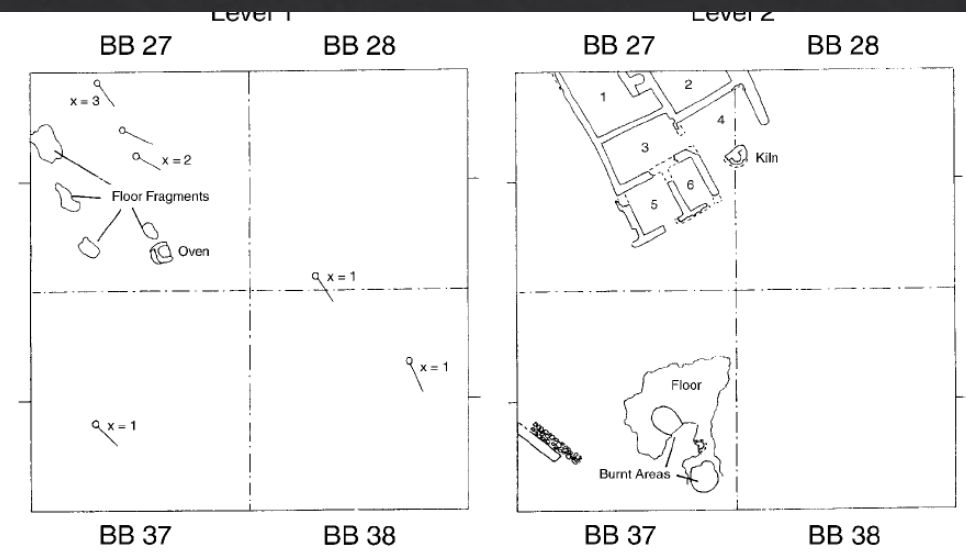 Level 1
Level 2
BB 27
BB 28
BB 27
BB 28
x = 3
x = 2
Floor Fragments
Oven
x = 1
x = 1
x = 1
1
2
3
4
5
6
Kiln
Floor
Burnt Areas
BB 37
BB 38
BB 37
BB 38